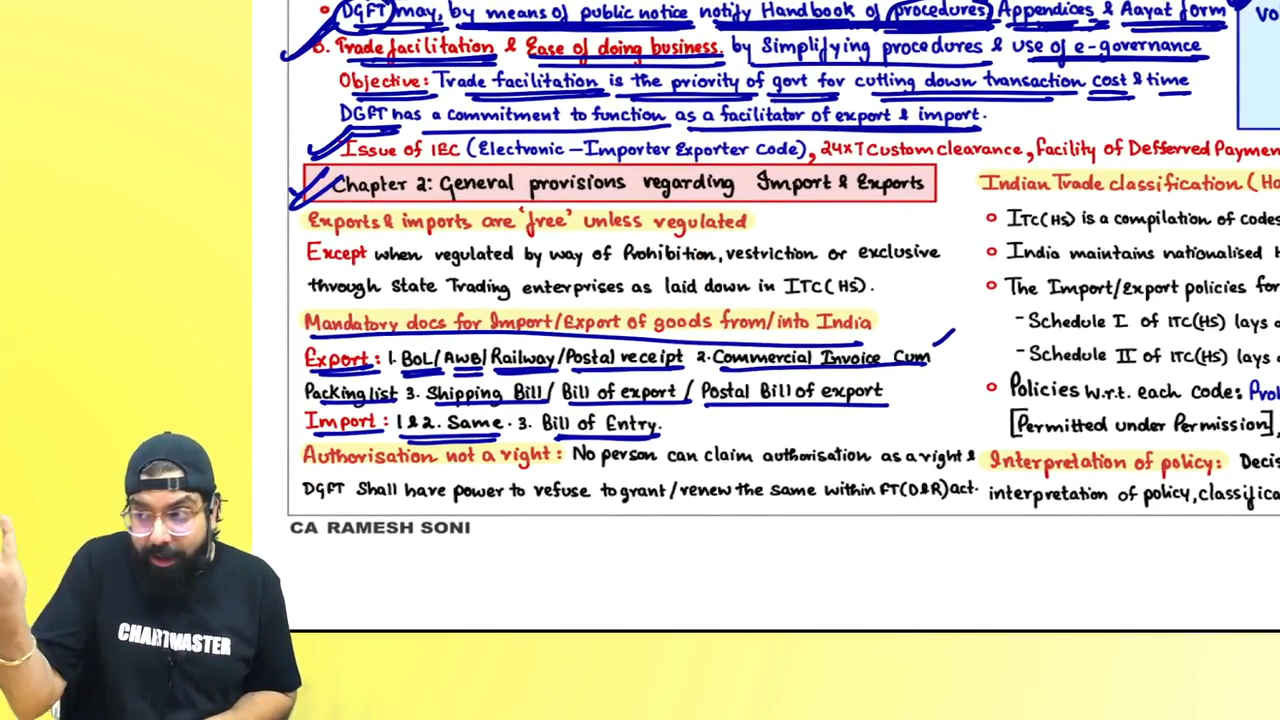 DGFT may, by means of public notice notify Handbook of procedures Appendices & Aayat form
Trade facilitation & Ease of doing business, by Simplifying procedures & use of e-governance
Objective: Trade facilitation is the priority of govt for cutting down transaction cost & time
DGFT has a commitment to function as a facilitator of export & import.
Issue of IEC (Electronic-Importer Exporter Code), 24x7 Custom clearance, facility of Defferred Paymen
Chapter 2: General provisions regarding Import & Exports
Exports & imports are 'free' unless regulated
Except when regulated by way of Prohibition, restriction or exclusive
through State Trading enterprises as laid down in ITC(HS).
Mandatory docs for Import/Export of goods from/into India
Export: 1. BOL/AWB/Railway/Postal receipt 2. Commercial Invoice Cum
Packing list 3. Shipping Bill/Bill of export/Postal Bill of export
Import: 1 & 2. Same. 3. Bill of Entry.
Authorisation not a right: No person can claim authorisation as a right &
DGFT Shall have power to refuse to grant/renew the same within FT(D&R) act.
Indian Trade classification (Ha
ITC(HS) is a compilation of codes
India maintains nationalised H
The Import/Export policies for
- Schedule I of ITC(HS) lays d
- Schedule II of ITC(HS) lays d
Policies w.r.t. each code: Prol
[Permitted under Permission],
Interpretation of policy: Decis
interpretation of policy, classifica
CA RAMESH SONI
CHARTMASTER